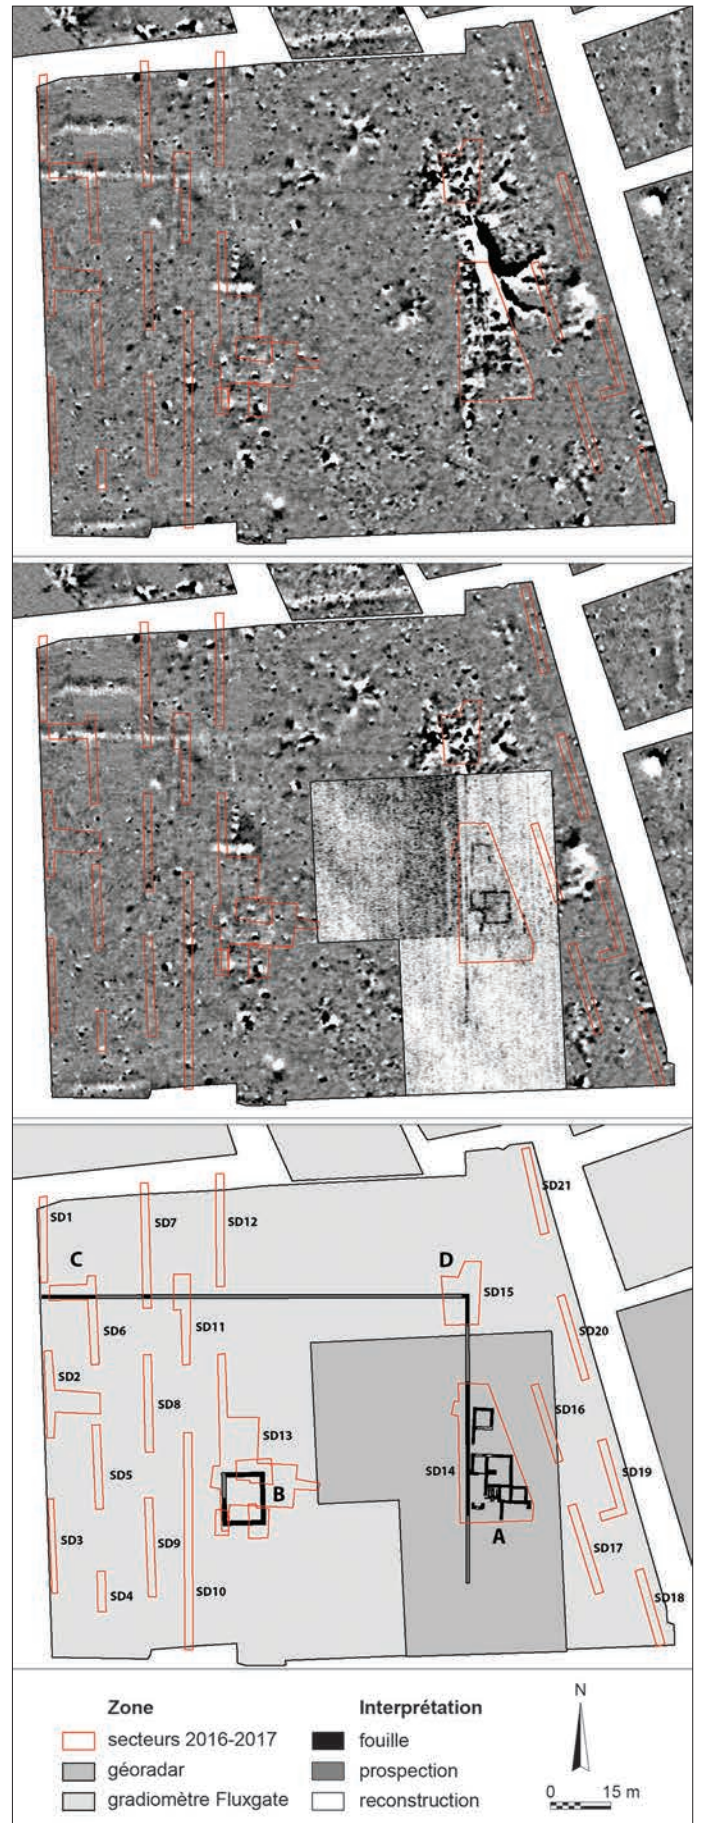 SD21
SD1
SD7
SD12
C
D
SD15
SD6
SD11
SD20
SD2
SD8
SD16
SD13
SD5
SD14
SD19
B
A
SD3
SD9
SD17
SD4
SD10
SD18
Zone
secteurs 2016-2017
géoradar
gradiomètre Fluxgate
Interprétation
fouille
prospection
reconstruction
N
0 15 m